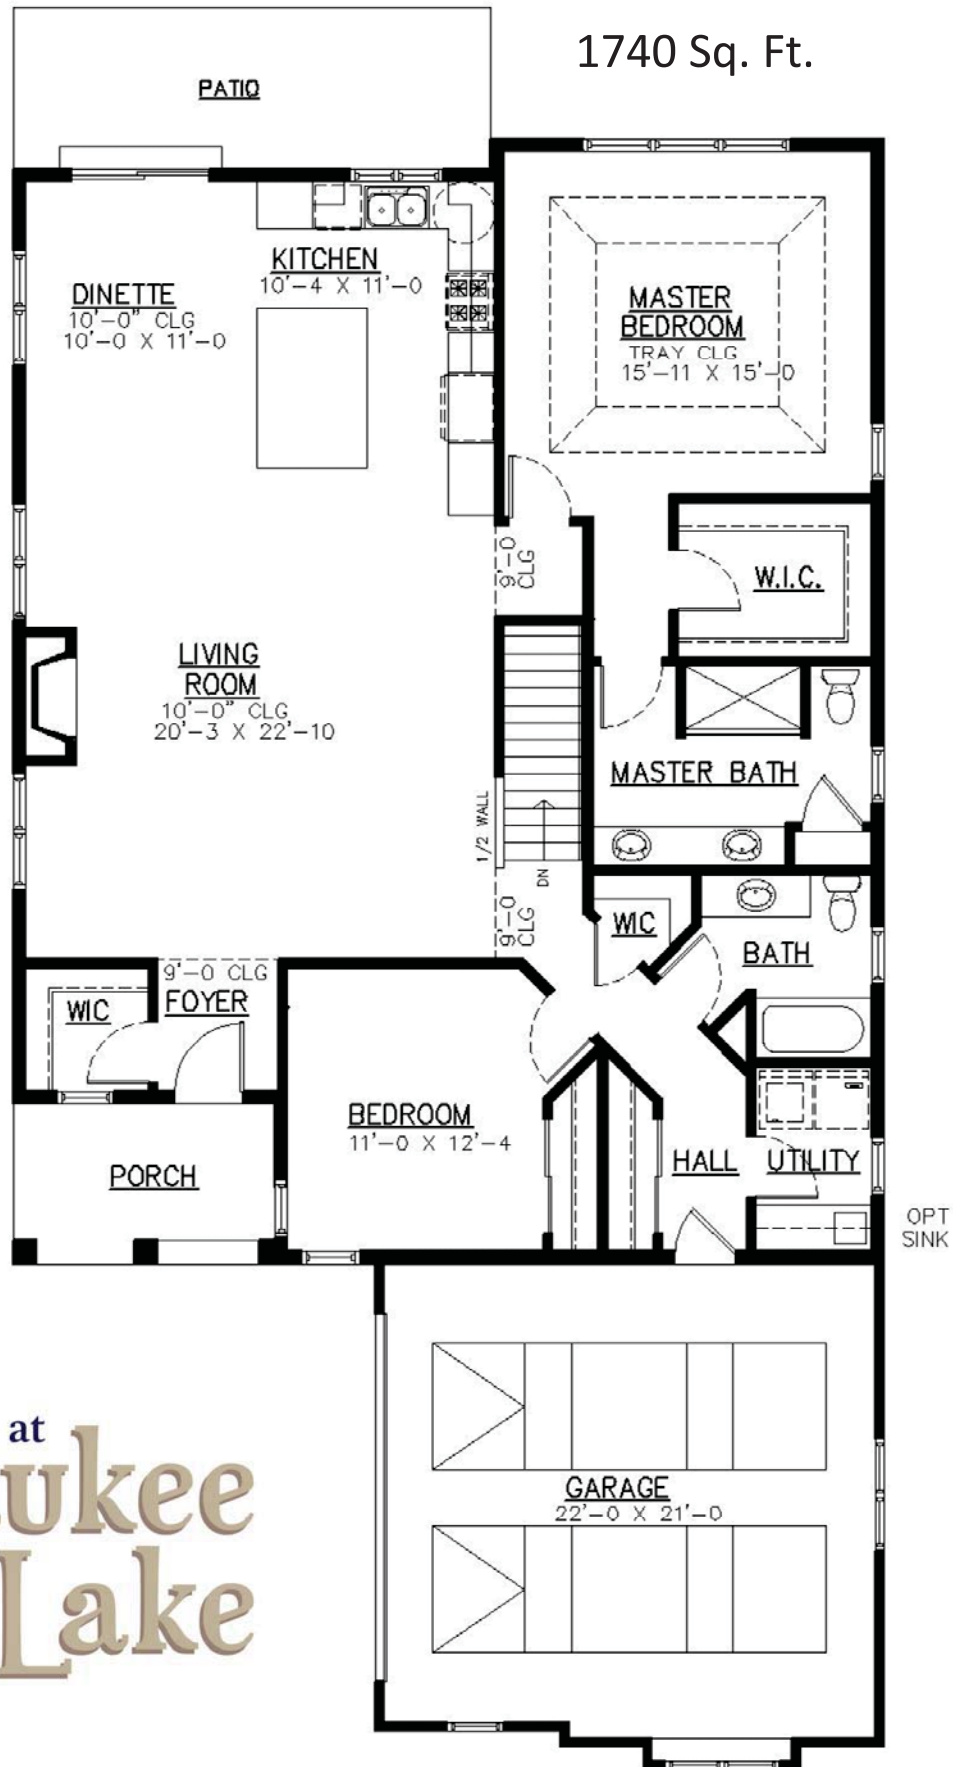 1740 Sq. Ft.
PATIO
KITCHEN
10'-4 X 11'-0
DINETTE
10'-0" CLG
10'-0 X 11'-0
MASTER
BEDROOM
TRAY CLG
15'-11 X 15'-0
9'-0
CLG
W.I.C.
LIVING
ROOM
10'-0" CLG
20'-3 X 22'-10
MASTER BATH
1/2 WALL
DN
9'-0
CLG
WIC
BATH
9'-0 CLG
FOYER
WIC
BEDROOM
11'-0 X 12'-4
PORCH
HALL
UTILITY
OPT
SINK
GARAGE
22'-0 X 21'-0
at
ukee
Lake